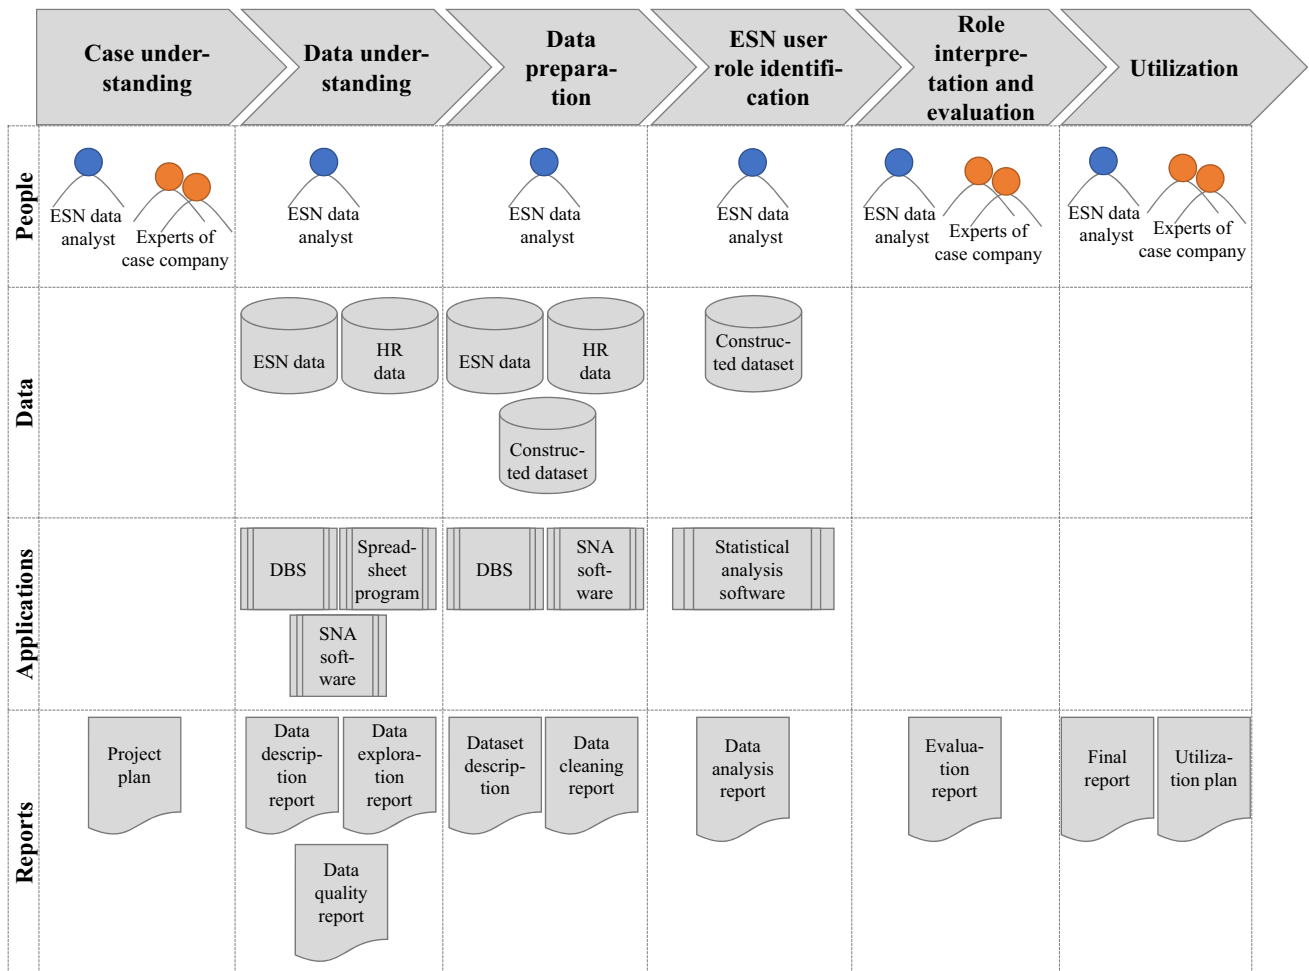 Case under-
standing
Data under-
standing
Data
prepara-
tion
ESN user
role identifi-
cation
Role
interpre-
tation and
evaluation
Utilization
People
ESN data
analyst
Experts of
case company
ESN data
analyst
ESN data
analyst
ESN data
analyst
ESN data
analyst
Experts of
case company
ESN data
analyst
Experts of
case company
Data
ESN data
HR
data
ESN data
HR
data
Construc-
ted dataset
Construc-
ted dataset
Applications
DBS
Spread-
sheet
program
SNA
soft-
ware
DBS
SNA
soft-
ware
Statistical
analysis
software
Reports
Project
plan
Data
descrip-
tion
report
Data
explora-
tion
report
Data
quality
report
Dataset
descrip-
tion
Data
cleaning
report
Data
analysis
report
Evalua-
tion
report
Final
report
Utiliza-
tion plan